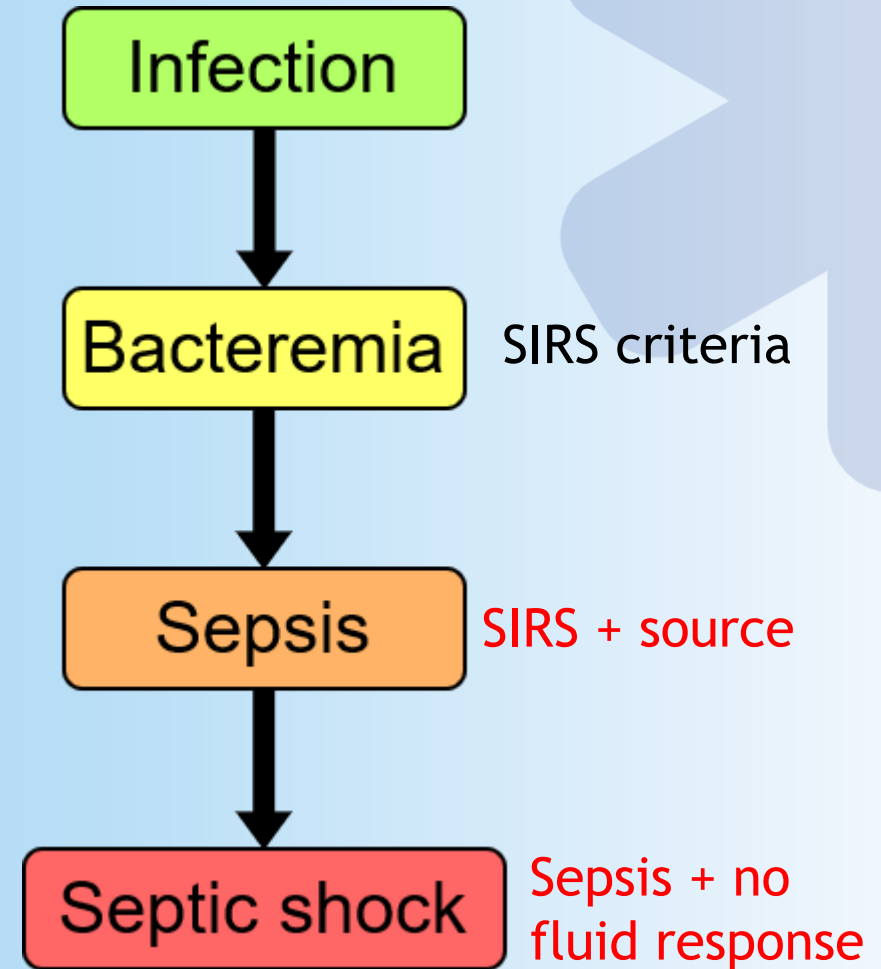 Infection
Bacteremia
SIRS criteria
Sepsis
SIRS + source
Septic shock
Sepsis + no
fluid response